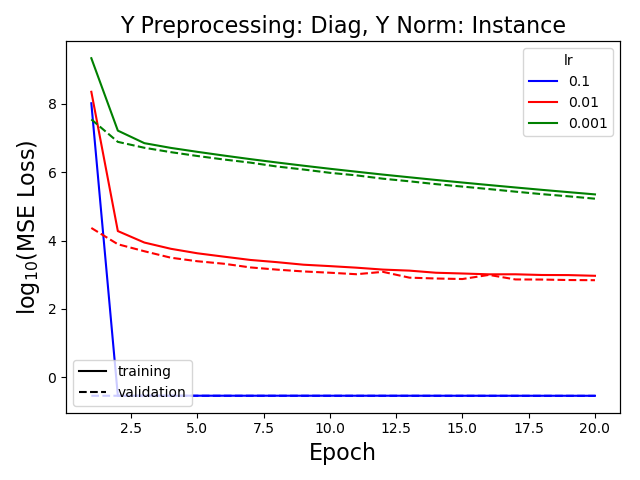 Y Preprocessing: Diag, Y Norm: Instance
log10(MSE Loss)
8
6
4
2
0
lr
0.1
0.01
0.001
training
validation
2.5 5.0 7.5 10.0 12.5 15.0 17.5 20.0
Epoch